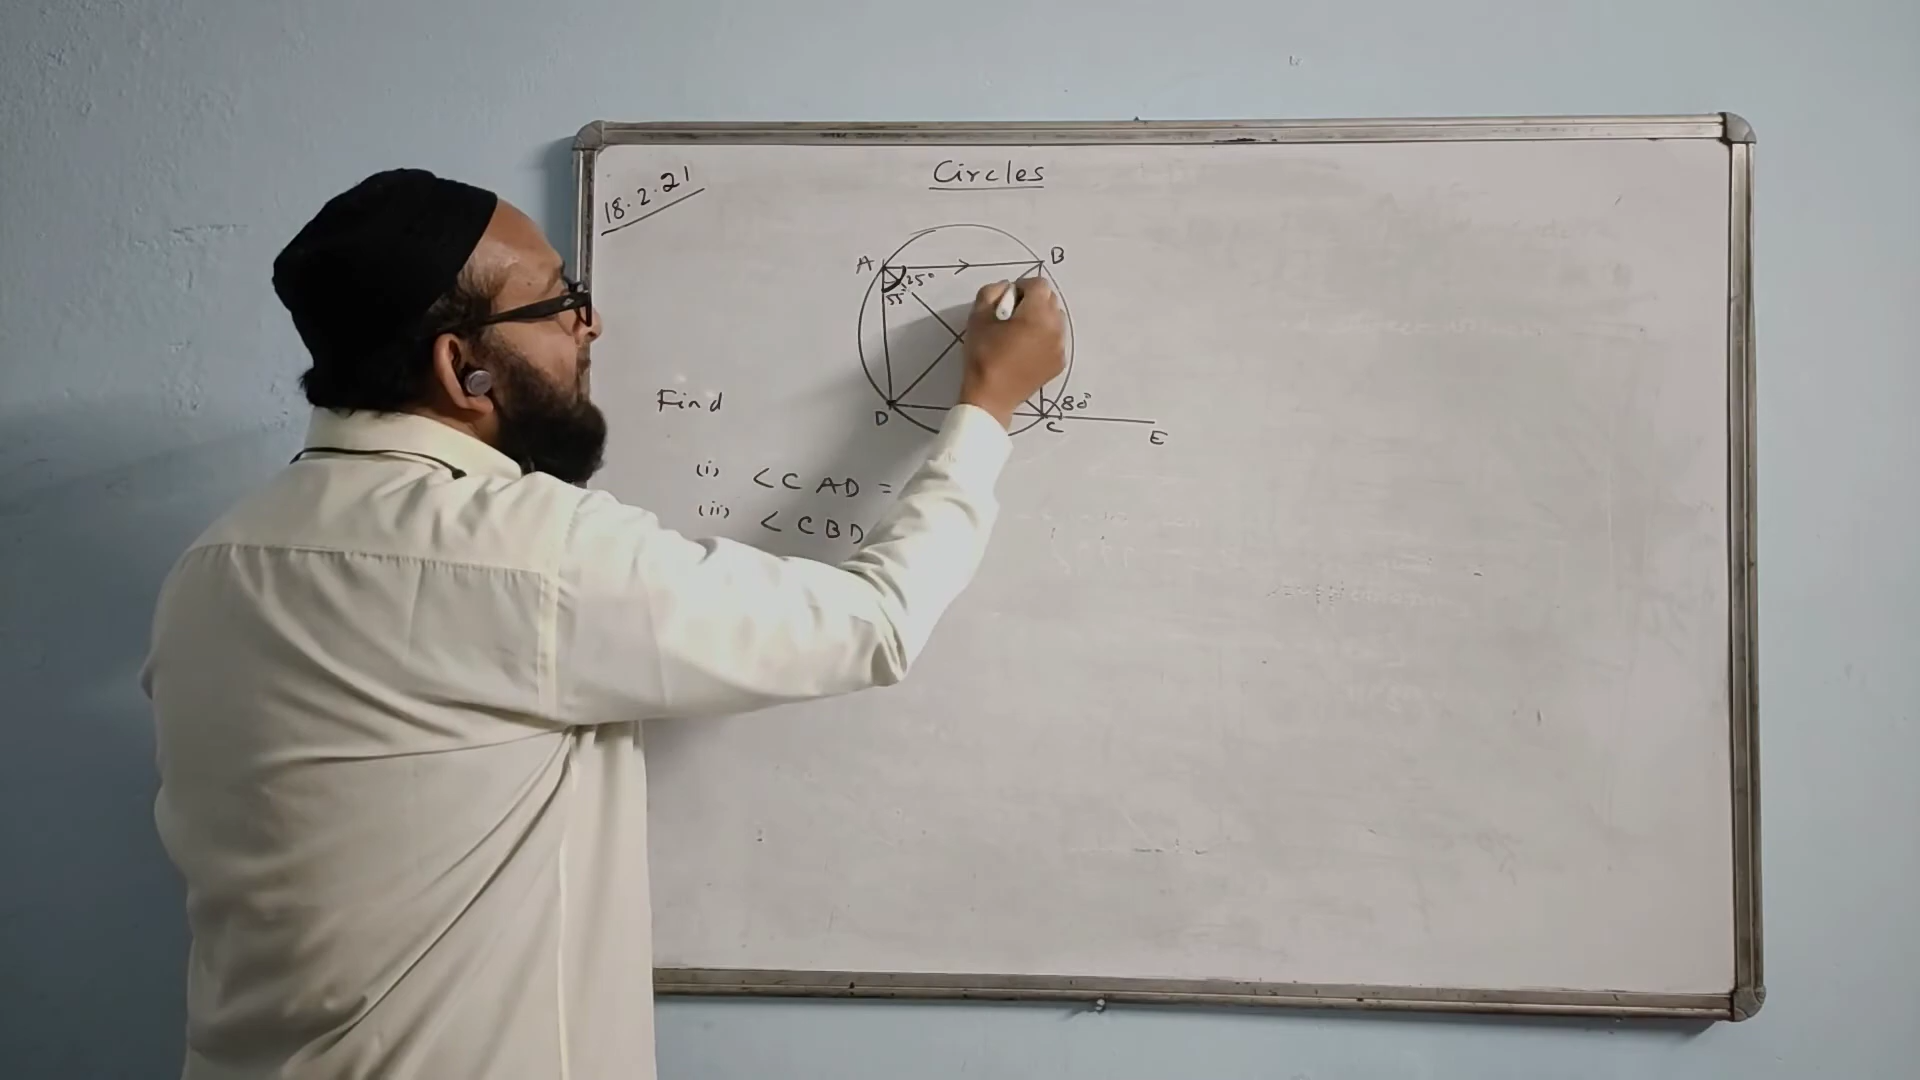 18.2.21
Circles
A
B
25°
55°
80°
D
C
E
Find
(i) <CAD =
(ii) <CBD